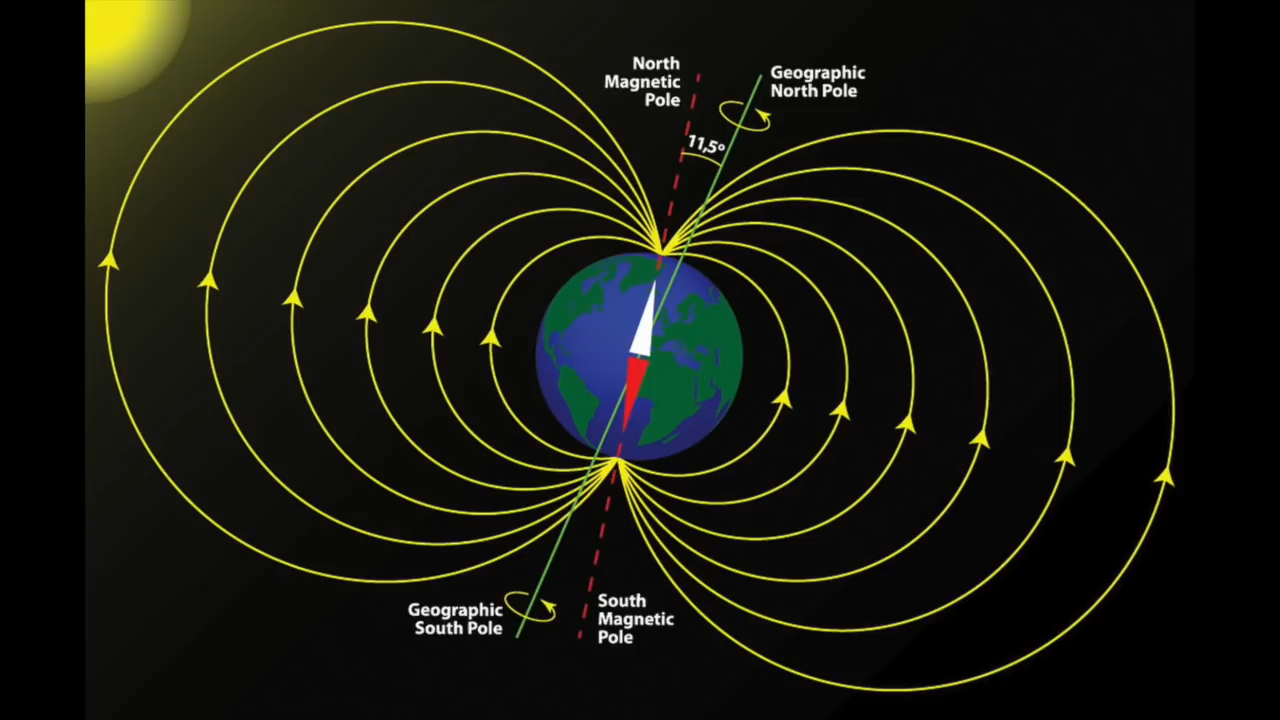 North
Magnetic
Pole
Geographic
North Pole
11,5°
Geographic
South Pole
South
Magnetic
Pole